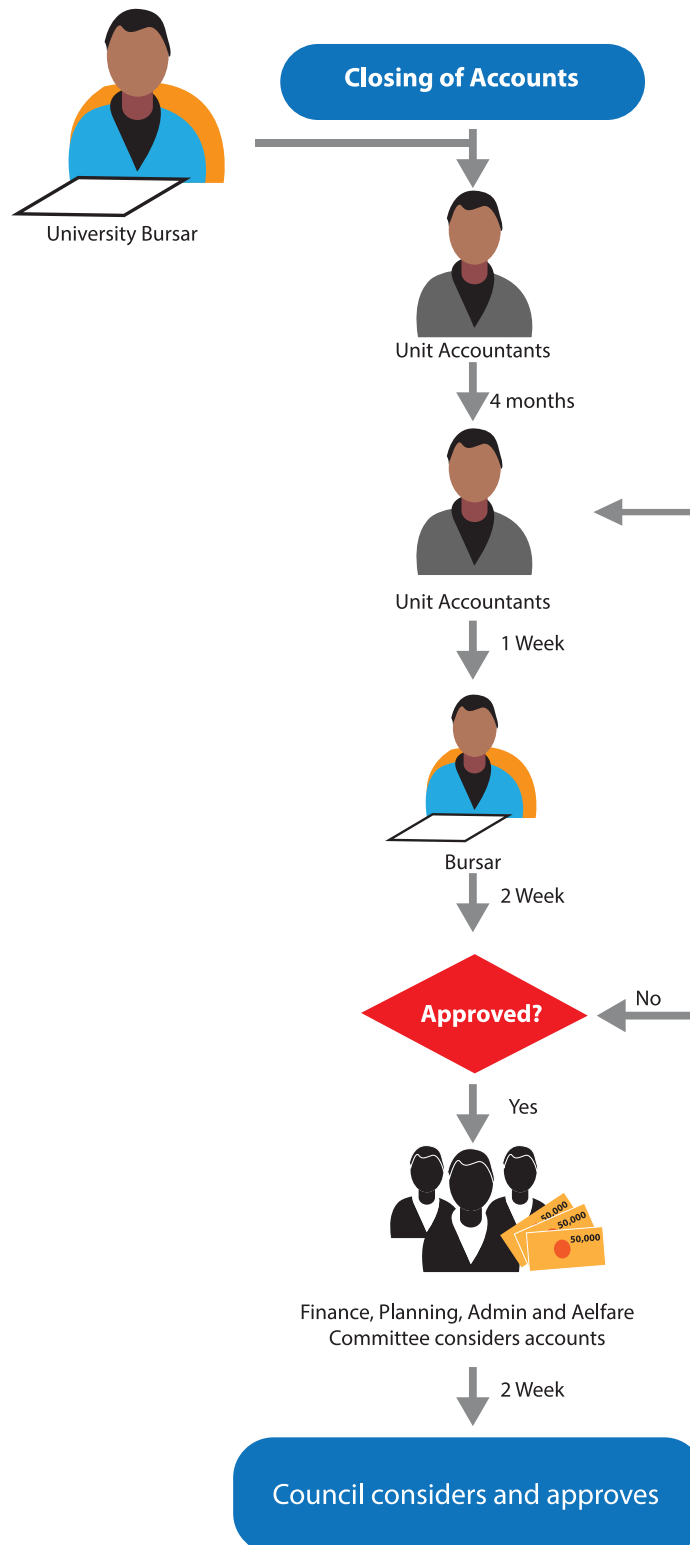 Closing of Accounts
University Bursar
Unit Accountants
4 months
Unit Accountants
1 Week
Bursar
2 Week
Approved?
No
Yes
50,000
50,000
50,000
Finance, Planning, Admin and Aelfare
Committee considers accounts
2 Week
Council considers and approves